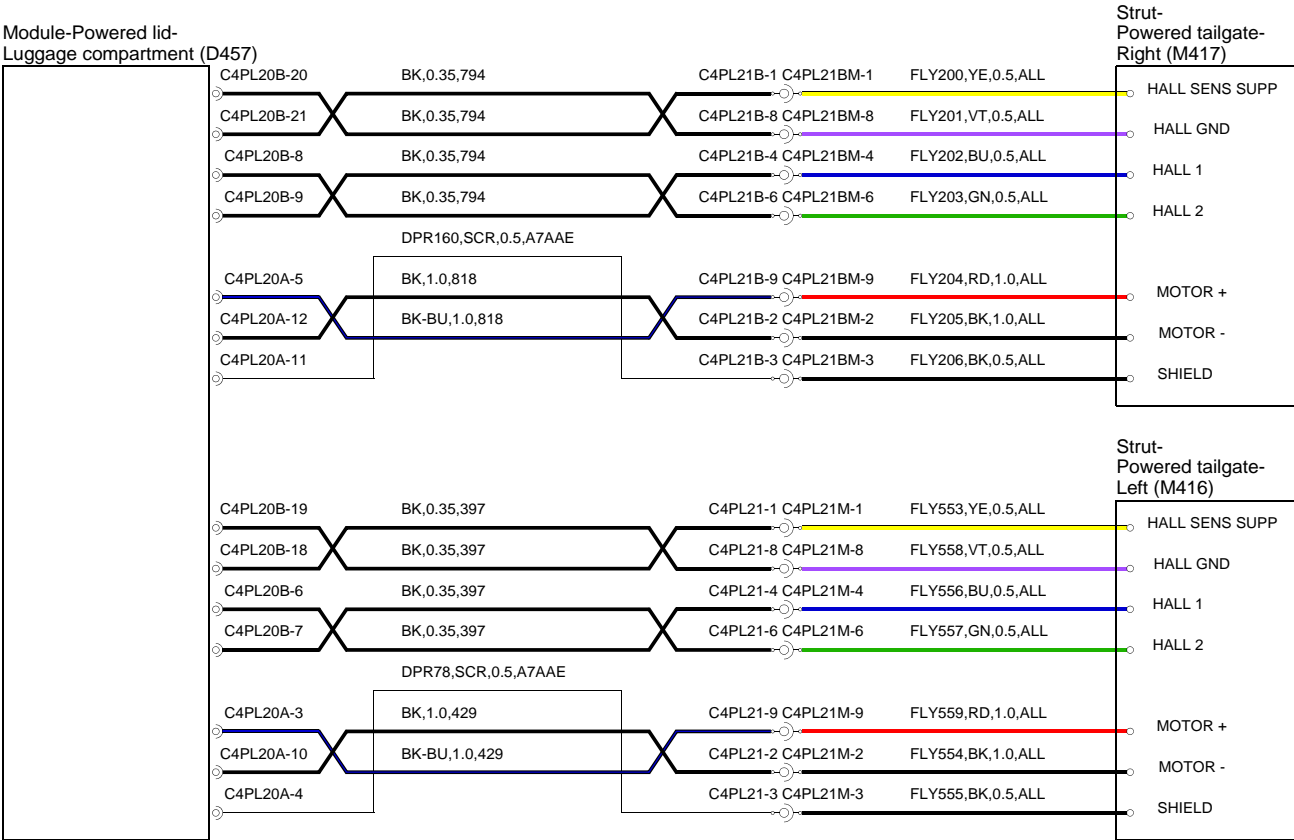 Strut-
Module-Powered lid-
Powered tailgate-
Luggage compartment (D457)
Right (M417)
C4PL20B-20 BK,0.35,794 C4PL21B-1 C4PL21BM-1 FLY200,YE,0.5,ALL HALL SENS SUPP
C4PL20B-21 BK,0.35,794 C4PL21B-8 C4PL21BM-8 FLY201,VT,0.5,ALL HALL GND
C4PL20B-8 BK,0.35,794 C4PL21B-4 C4PL21BM-4 FLY202,BU,0.5,ALL HALL 1
C4PL20B-9 BK,0.35,794 C4PL21B-6 C4PL21BM-6 FLY203,GN,0.5,ALL HALL 2
DPR160,SCR,0.5,A7AAE
C4PL20A-5 BK,1.0,818 C4PL21B-9 C4PL21BM-9 FLY204,RD,1.0,ALL MOTOR +
C4PL20A-12 BK-BU,1.0,818 C4PL21B-2 C4PL21BM-2 FLY205,BK,1.0,ALL MOTOR -
C4PL20A-11 C4PL21B-3 C4PL21BM-3 FLY206,BK,0.5,ALL SHIELD
Strut-
Powered tailgate-
Left (M416)
C4PL20B-19 BK,0.35,397 C4PL21-1 C4PL21M-1 FLY553,YE,0.5,ALL HALL SENS SUPP
C4PL20B-18 BK,0.35,397 C4PL21-8 C4PL21M-8 FLY558,VT,0.5,ALL HALL GND
C4PL20B-6 BK,0.35,397 C4PL21-4 C4PL21M-4 FLY556,BU,0.5,ALL HALL 1
C4PL20B-7 BK,0.35,397 C4PL21-6 C4PL21M-6 FLY557,GN,0.5,ALL HALL 2
DPR78,SCR,0.5,A7AAE
C4PL20A-3 BK,1.0,429 C4PL21-9 C4PL21M-9 FLY559,RD,1.0,ALL MOTOR +
C4PL20A-10 BK-BU,1.0,429 C4PL21-2 C4PL21M-2 FLY554,BK,1.0,ALL MOTOR -
C4PL20A-4 C4PL21-3 C4PL21M-3 FLY555,BK,0.5,ALL SHIELD